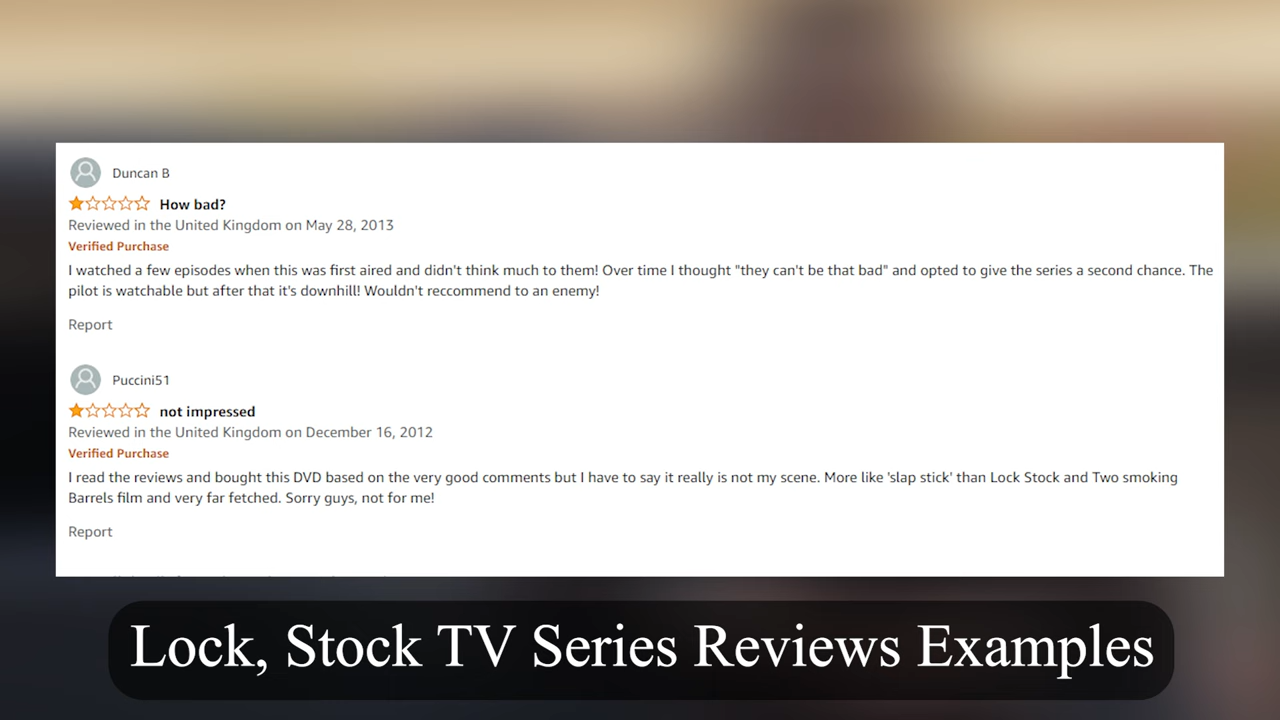 Duncan B
How bad?
Reviewed in the United Kingdom on May 28, 2013
Verified Purchase
I watched a few episodes when this was first aired and didn't think much to them! Over time I thought "they can't be that bad" and opted to give the series a second chance. The
pilot is watchable but after that it's downhill! Wouldn't reccommend to an enemy!
Report
Puccini51
not impressed
Reviewed in the United Kingdom on December 16, 2012
Verified Purchase
I read the reviews and bought this DVD based on the very good comments but I have to say it really is not my scene. More like 'slap stick' than Lock Stock and Two smoking
Barrels film and very far fetched. Sorry guys, not for me!
Report
Lock, Stock TV Series Reviews Examples